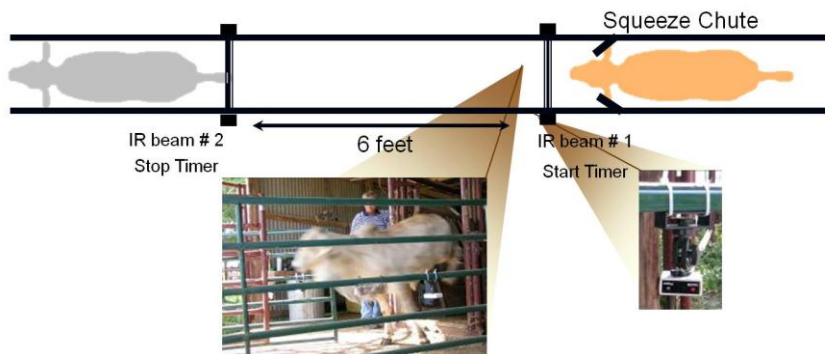 Squeeze Chute
6 feet
IR beam # 2
Stop Timer
IR beam # 1
Start Timer